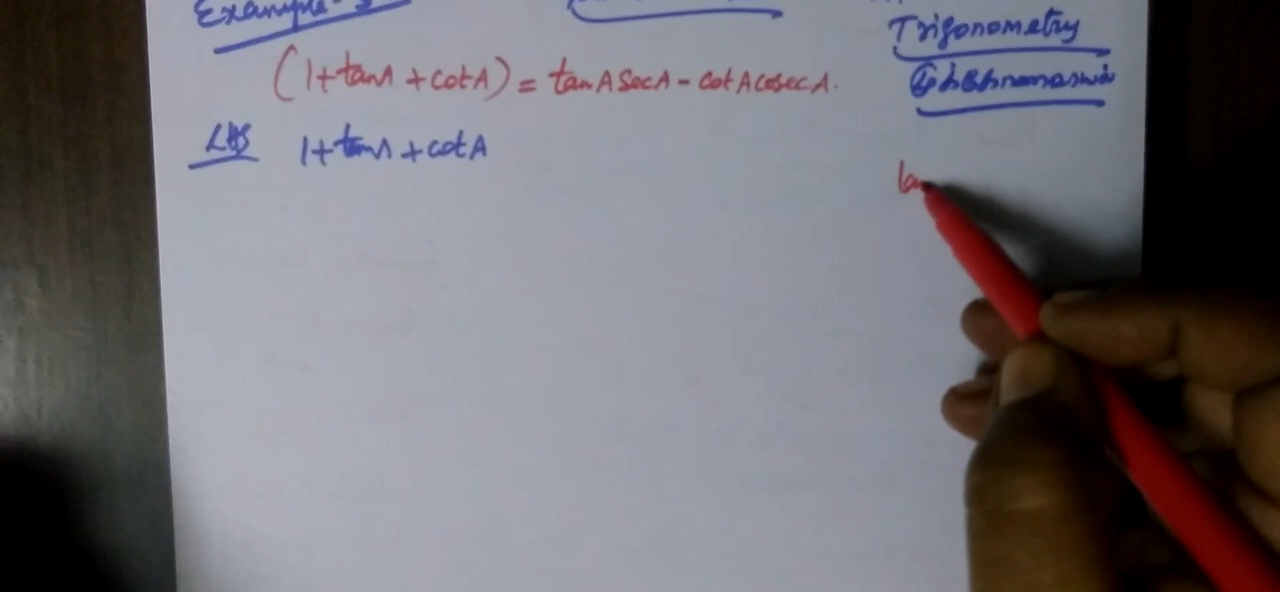 Example-
Trigonometry
(1+tanA+cotA) = tanA SecA - cotA cosecA.
LHS 1+tanA+cotA